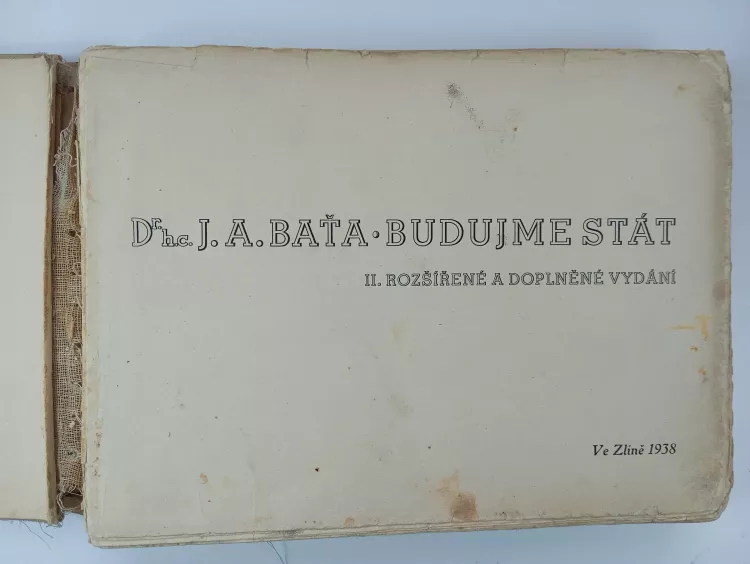 Dr. h.c. J. A. BAŤA · BUDUJME STÁT
II. ROZŠÍŘENÉ A DOPLNĚNÉ VYDÁNÍ
Ve Zlíně 1938